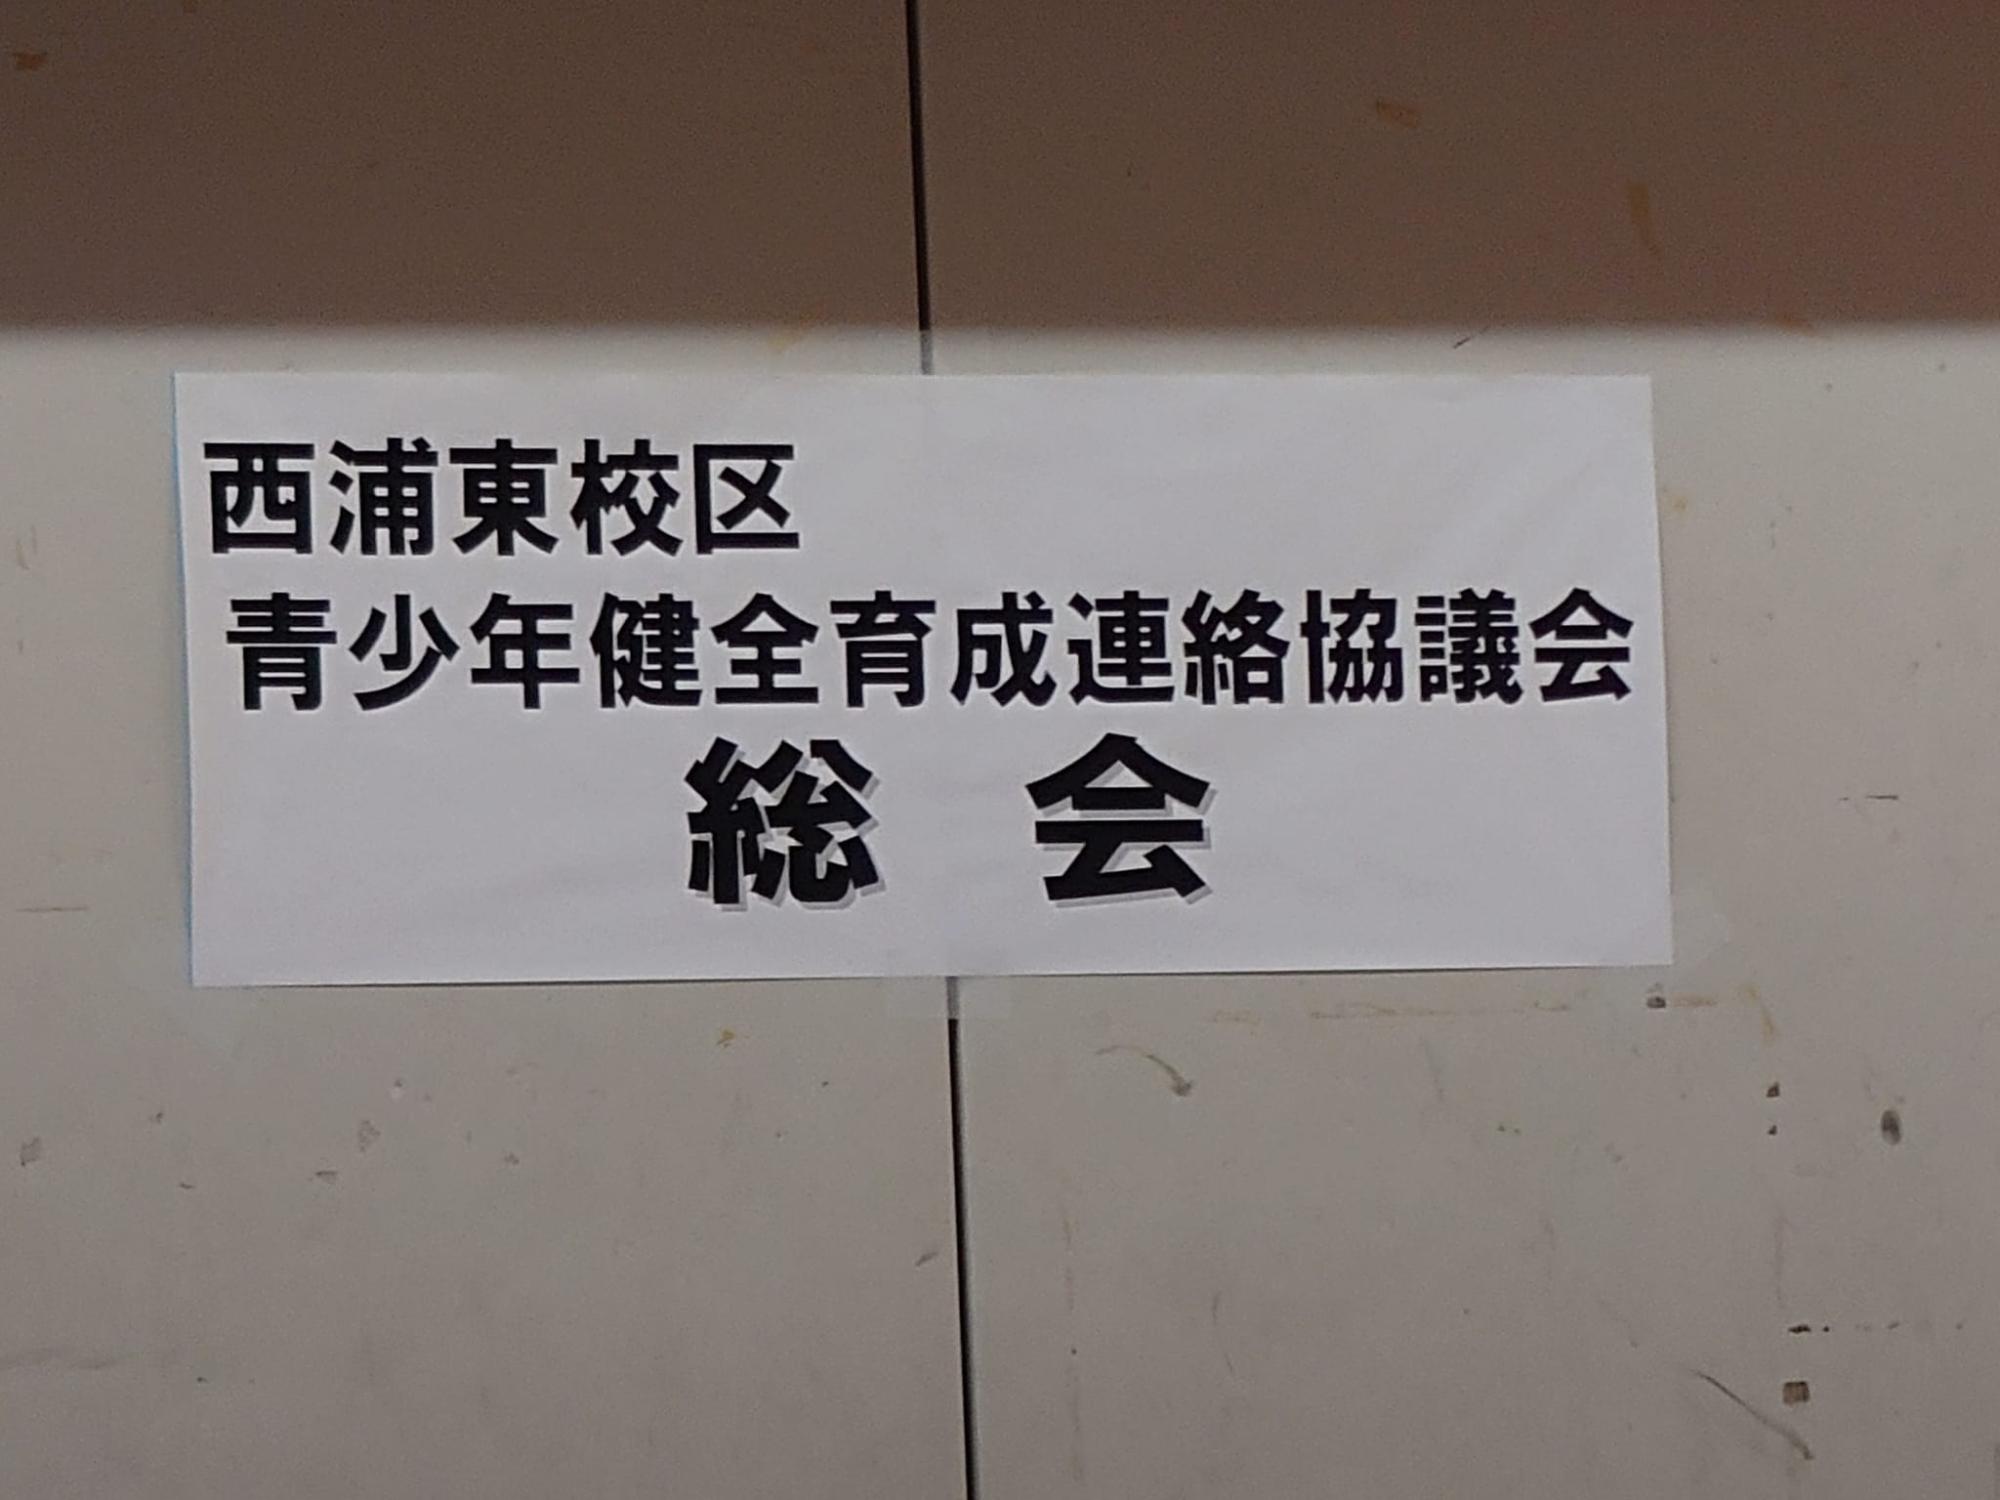 西浦東校区
青少年健全育成連絡協議会
総 会